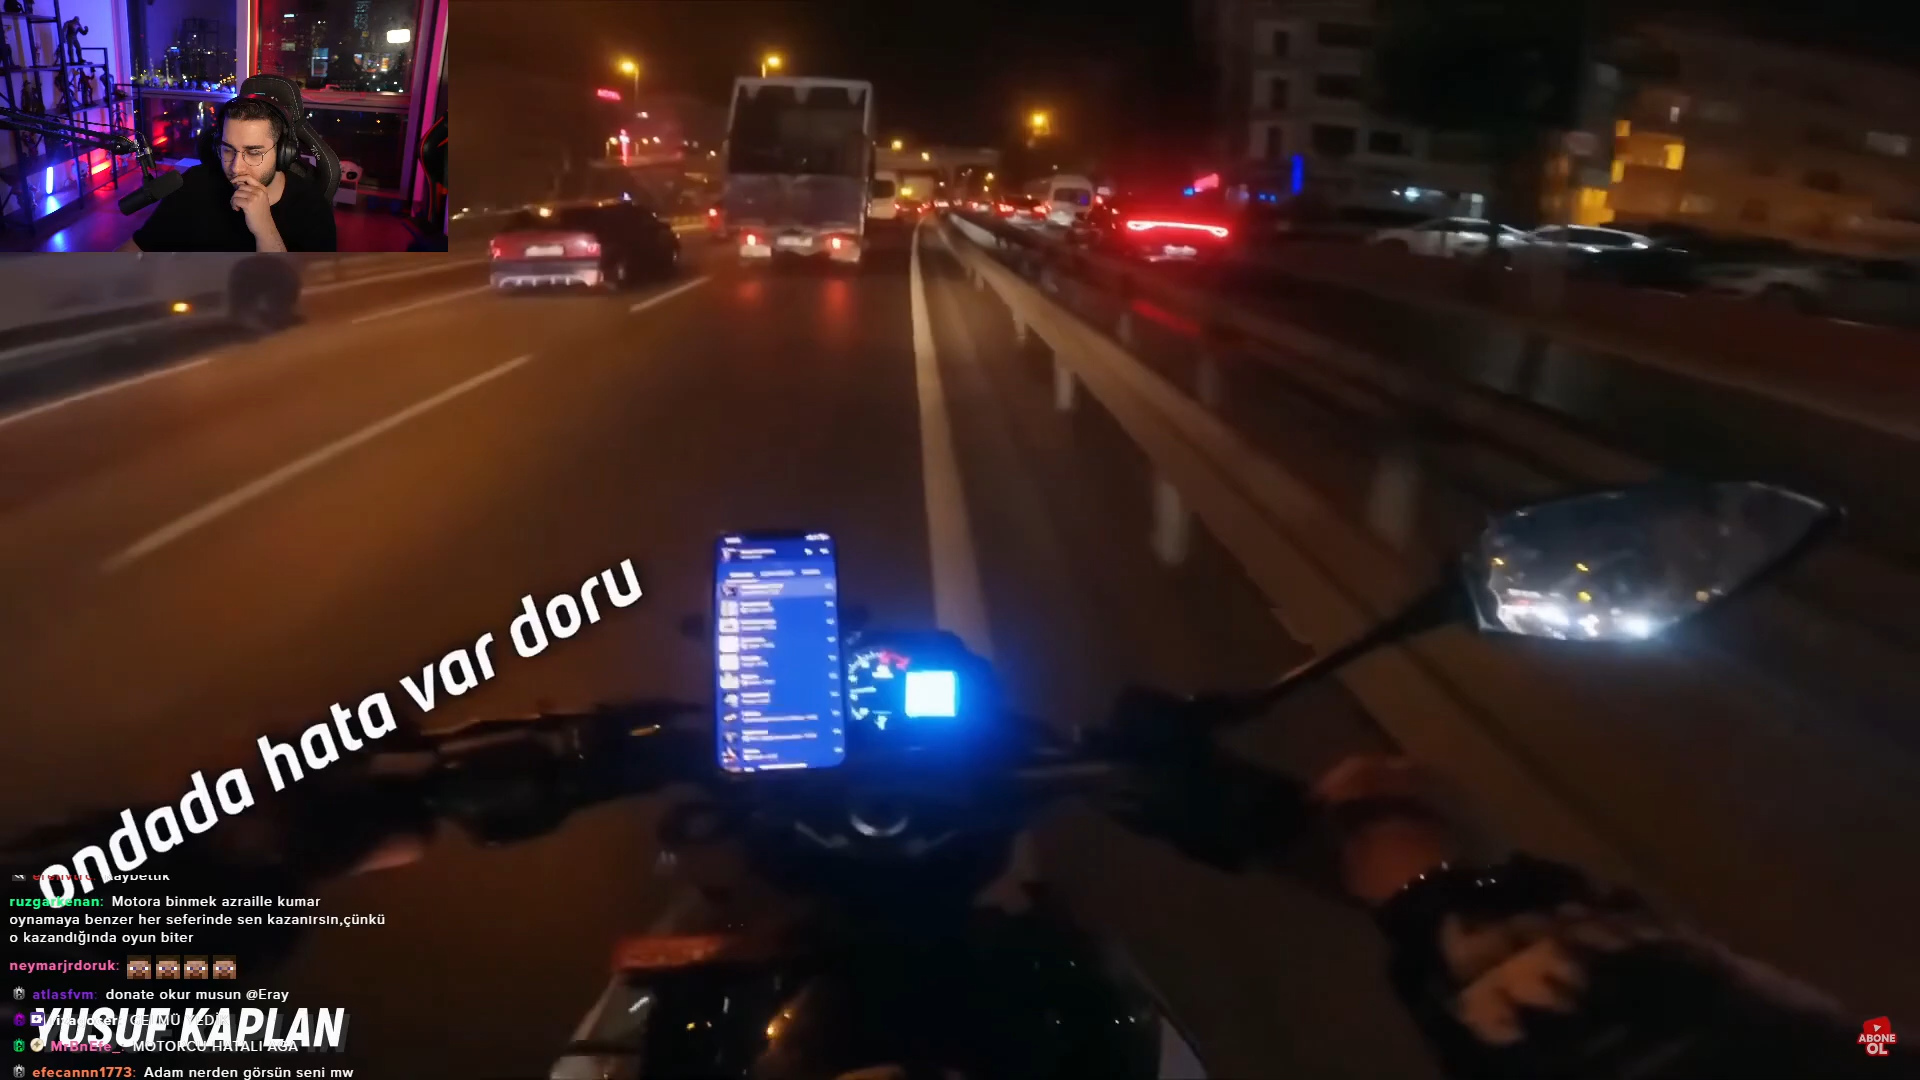 ondada hata var doru
kaybettik
ruzgarkenan: Motora binmek azraille kumar
oynamaya benzer her seferinde sen kazanırsın,çünkü
o kazandığında oyun biter
neymarjrdoruk:
atlasfvm: donate okur musun @Eray
YUSUF KAPLAN
MrBnEfe_: MOTORCU HATALI AGA
efecannn1773: Adam nerden görsün seni mw
ABONE
OL